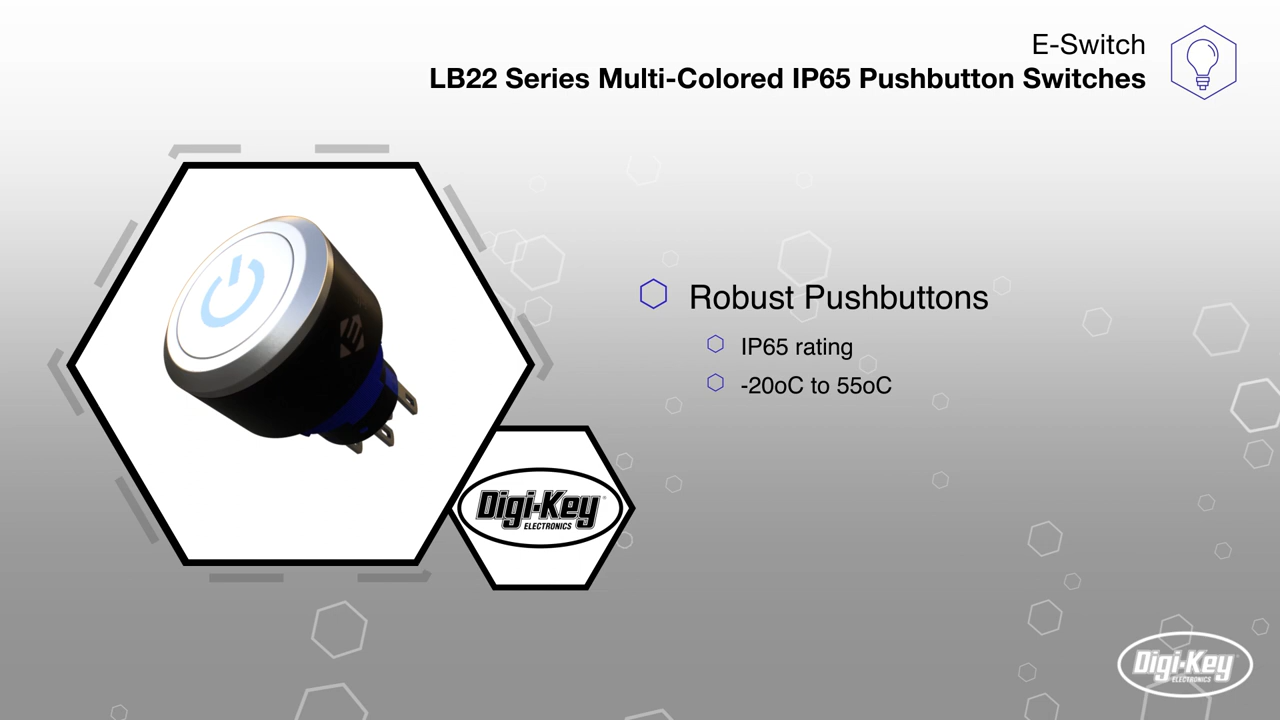 E-Switch
LB22 Series Multi-Colored IP65 Pushbutton Switches
Robust Pushbuttons
IP65 rating
-20oC to 55oC
Digi-Key
ELECTRONICS
Digi-Key
ELECTRONICS